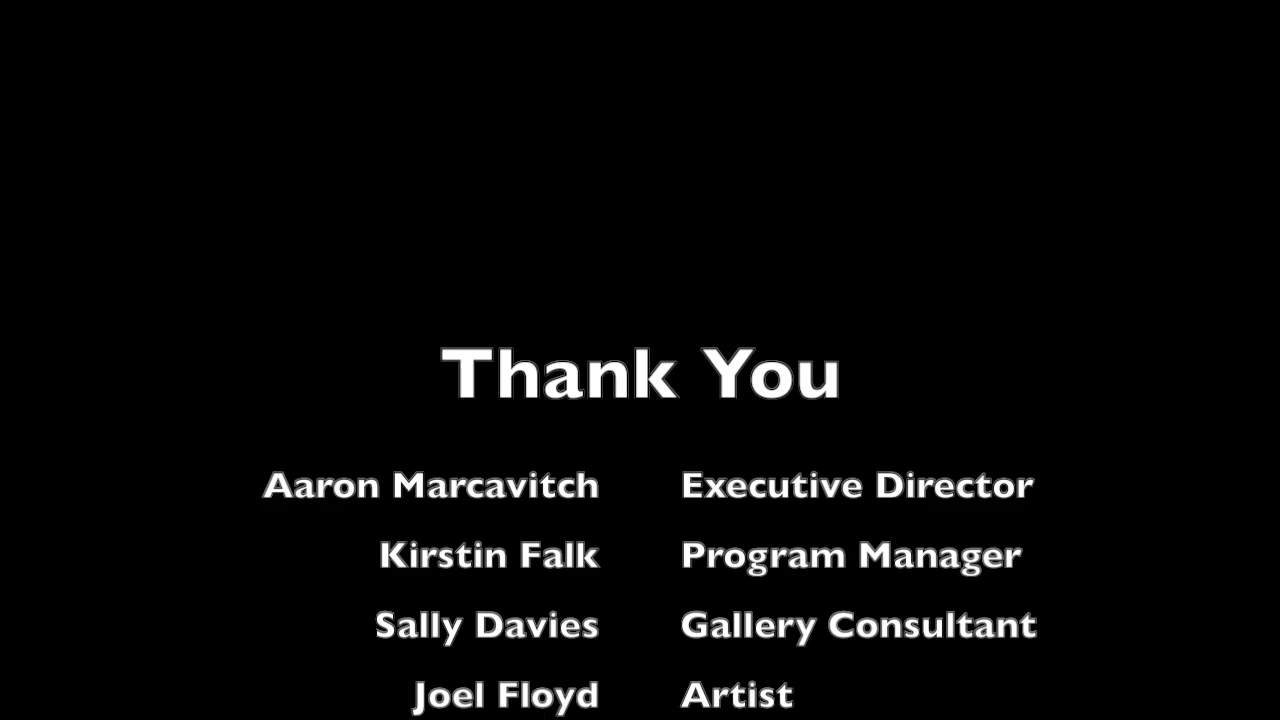 Thank You
Aaron Marcavitch Executive Director
Kirstin Falk Program Manager
Sally Davies Gallery Consultant
Joel Floyd Artist